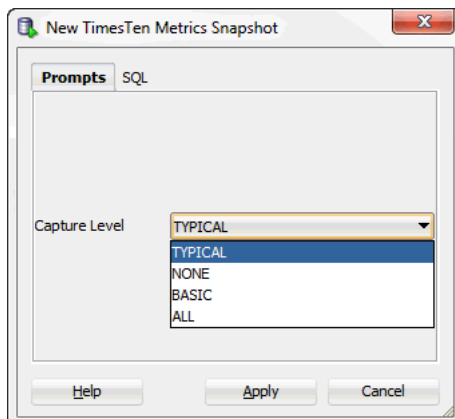 New TimesTen Metrics Snapshot
Prompts SQL
Capture Level TYPICAL
TYPICAL
NONE
BASIC
ALL
Help Apply Cancel